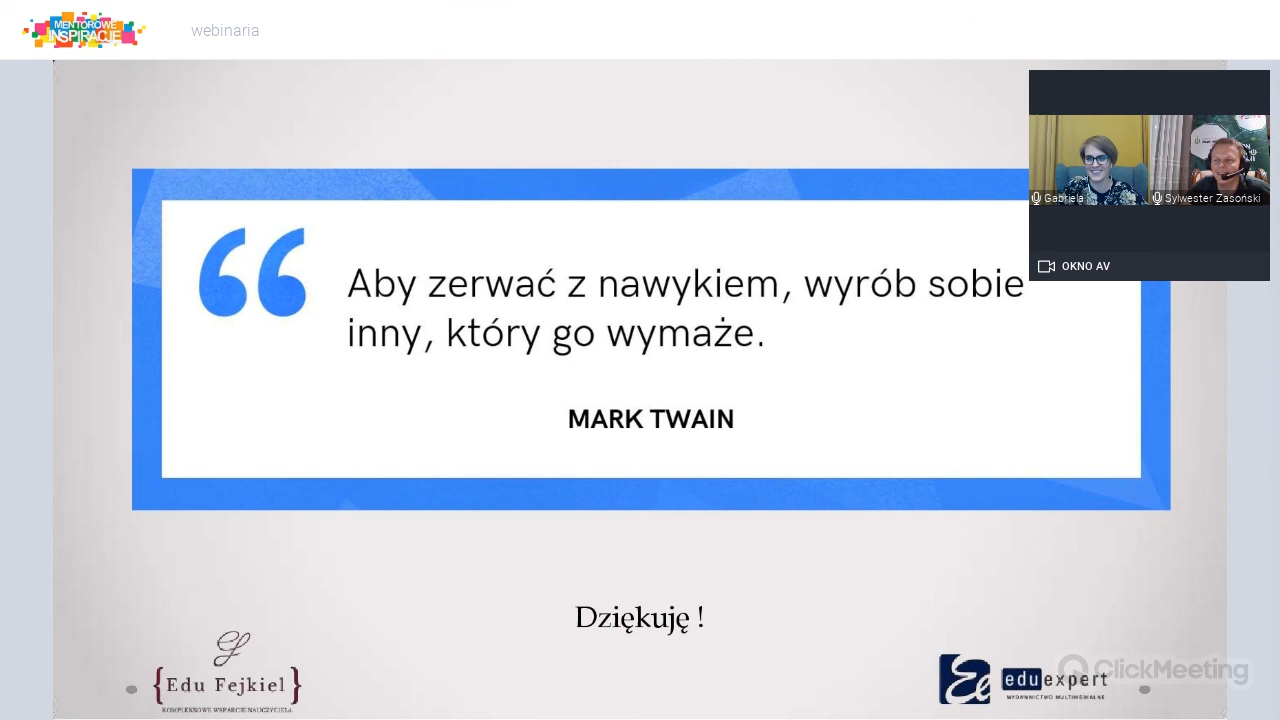 MENTOROWE
INSPIRACJE
webinaria
Gabriela
Sylwester Zasoński
OKNO AV
Aby zerwać z nawykiem, wyrób sobie
inny, który go wymaże.
MARK TWAIN
Dziękuję !
Edu Fejkiel
KOMPLEKSOWE WSPARCIE NAUCZYCIELA
eduexpert
WYDAWNICTWO MULTIMEDIALNE
ClickMeeting